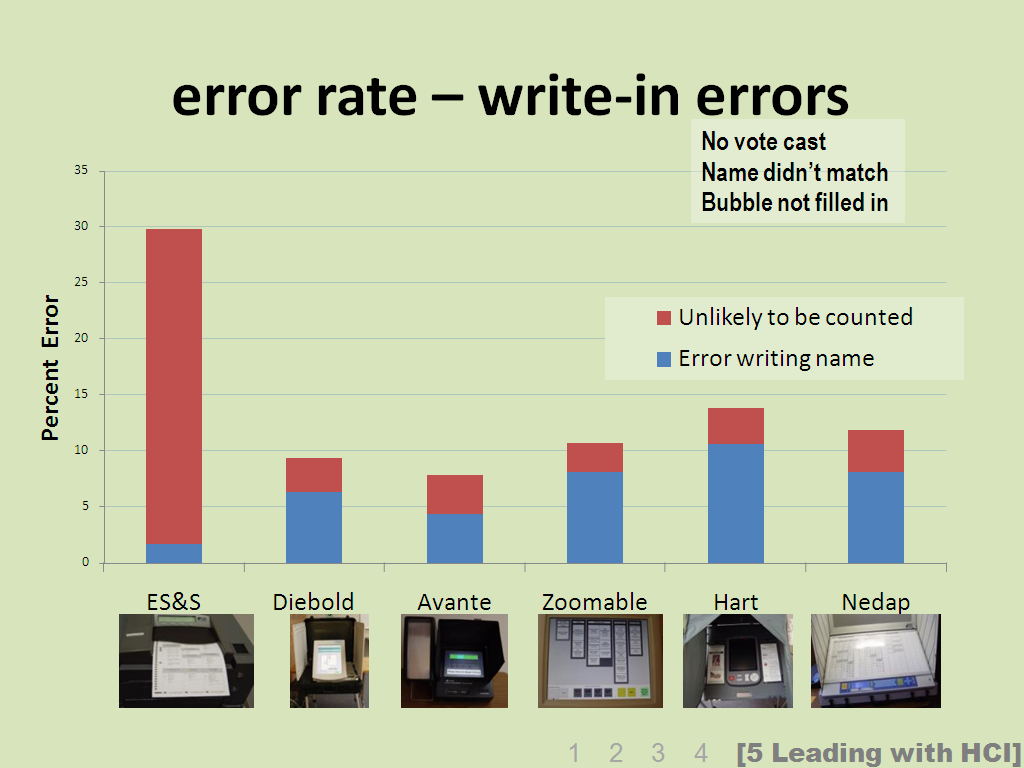 error rate – write-in errors
No vote cast
Name didn't match
Bubble not filled in
35
30
25
20
15
10
5
0
Percent Error
Unlikely to be counted
Error writing name
ES&S Diebold Avante Zoomable Hart Nedap
1 2 3 4 [5 Leading with HCI]